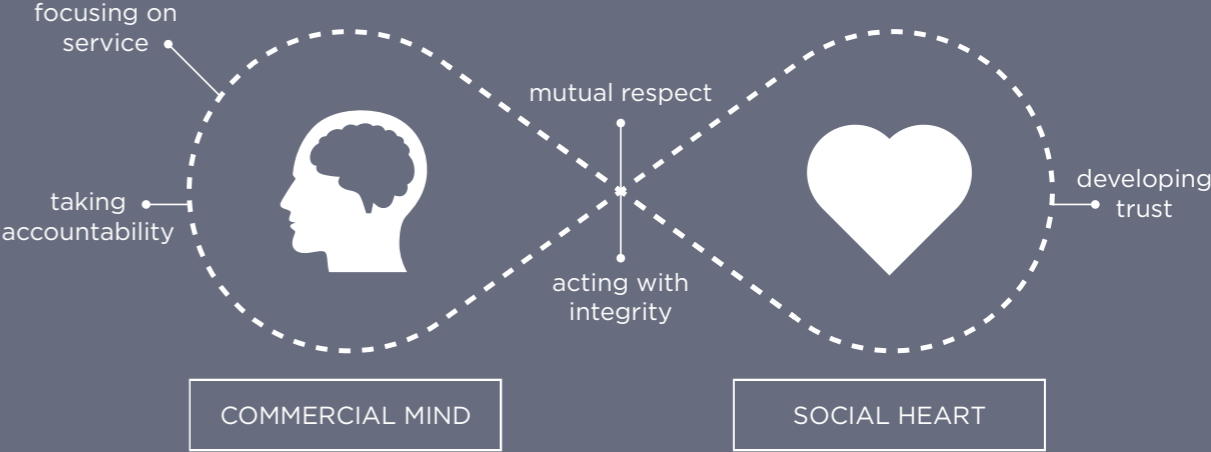 focusing on
service
mutual respect
taking
accountability
developing
trust
acting with
integrity
COMMERCIAL MIND
SOCIAL HEART